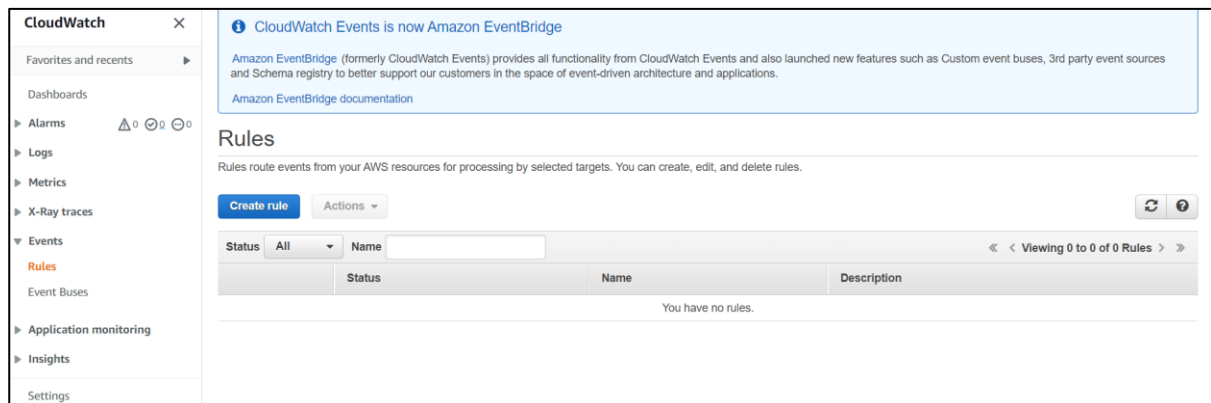 CloudWatch
Favorites and recents
Dashboards
Alarms 0 0 0
Logs
Metrics
X-Ray traces
Events
Rules
Event Buses
Application monitoring
Insights
Settings
CloudWatch Events is now Amazon EventBridge
Amazon EventBridge (formerly CloudWatch Events) provides all functionality from CloudWatch Events and also launched new features such as Custom event buses, 3rd party event sources
and Schema registry to better support our customers in the space of event-driven architecture and applications.
Amazon EventBridge documentation
Rules
Rules route events from your AWS resources for processing by selected targets. You can create, edit, and delete rules.
Create rule Actions
Status All Name « < Viewing 0 to 0 of 0 Rules > »
Status Name Description
You have no rules.